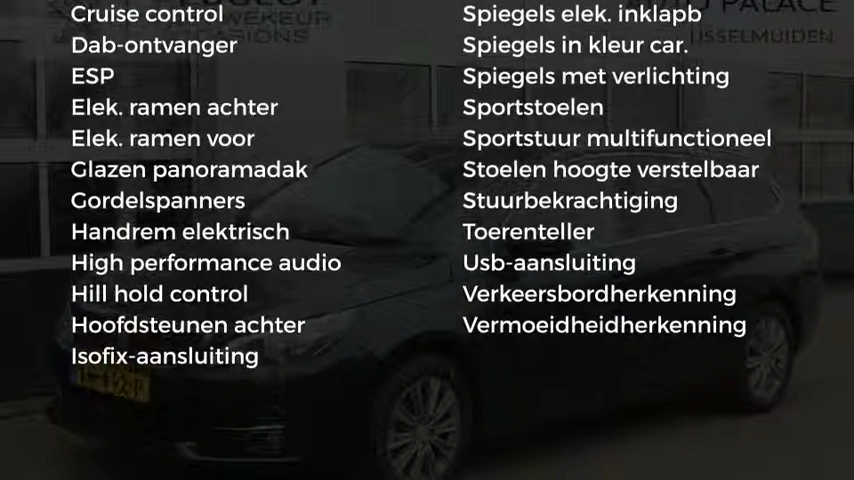 Cruise control
Dab-ontvanger
ESP
Elek. ramen achter
Elek. ramen voor
Glazen panoramadak
Gordelspanners
Handrem elektrisch
High performance audio
Hill hold control
Hoofdsteunen achter
Isofix-aansluiting
Spiegels elek. inklapb
Spiegels in kleur car.
Spiegels met verlichting
Sportstoelen
Sportstuur multifunctioneel
Stoelen hoogte verstelbaar
Stuurbekrachtiging
Toerenteller
Usb-aansluiting
Verkeersbordherkenning
Vermoeidheidherkenning
PALACE
IJSSELMUIDEN